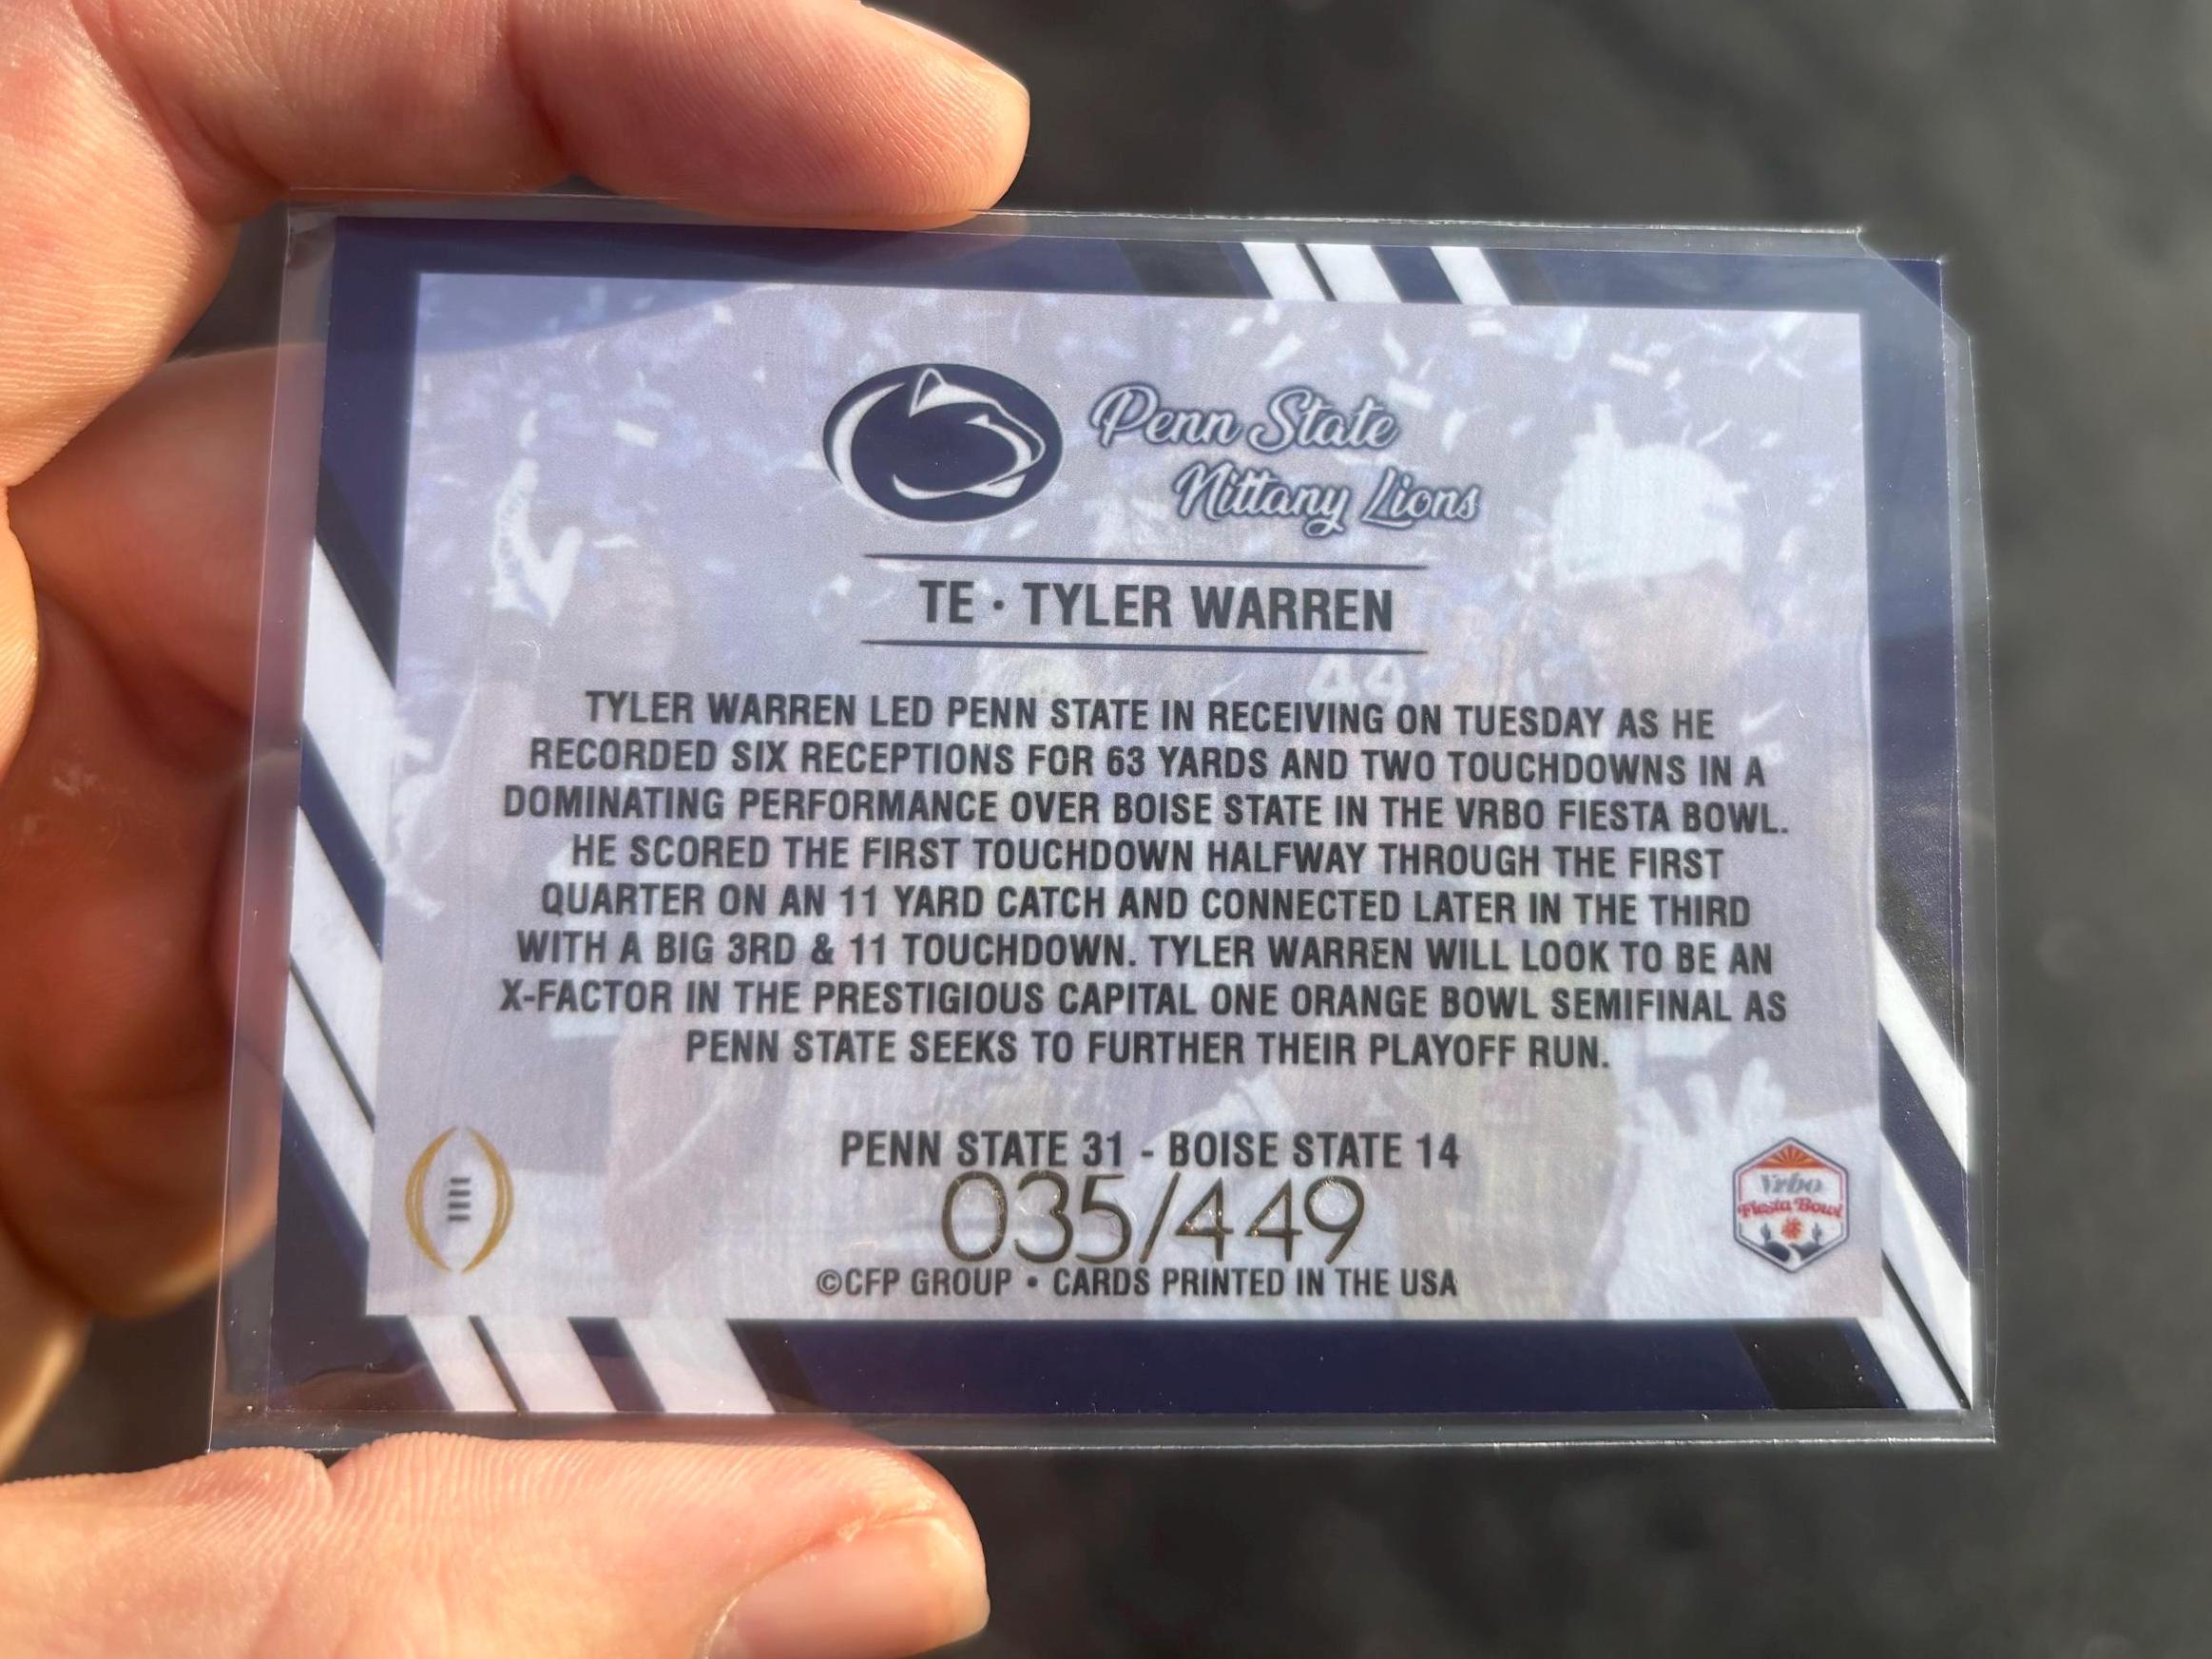 Penn State
Nittany Lions
TE · TYLER WARREN
TYLER WARREN LED PENN STATE IN RECEIVING ON TUESDAY AS HE
RECORDED SIX RECEPTIONS FOR 63 YARDS AND TWO TOUCHDOWNS IN A
DOMINATING PERFORMANCE OVER BOISE STATE IN THE VRBO FIESTA BOWL.
HE SCORED THE FIRST TOUCHDOWN HALFWAY THROUGH THE FIRST
QUARTER ON AN 11 YARD CATCH AND CONNECTED LATER IN THE THIRD
WITH A BIG 3RD & 11 TOUCHDOWN. TYLER WARREN WILL LOOK TO BE AN
X-FACTOR IN THE PRESTIGIOUS CAPITAL ONE ORANGE BOWL SEMIFINAL AS
PENN STATE SEEKS TO FURTHER THEIR PLAYOFF RUN.
PENN STATE 31 - BOISE STATE 14
035/449
©CFP GROUP • CARDS PRINTED IN THE USA
Vrbo
Fiesta Bowl
44